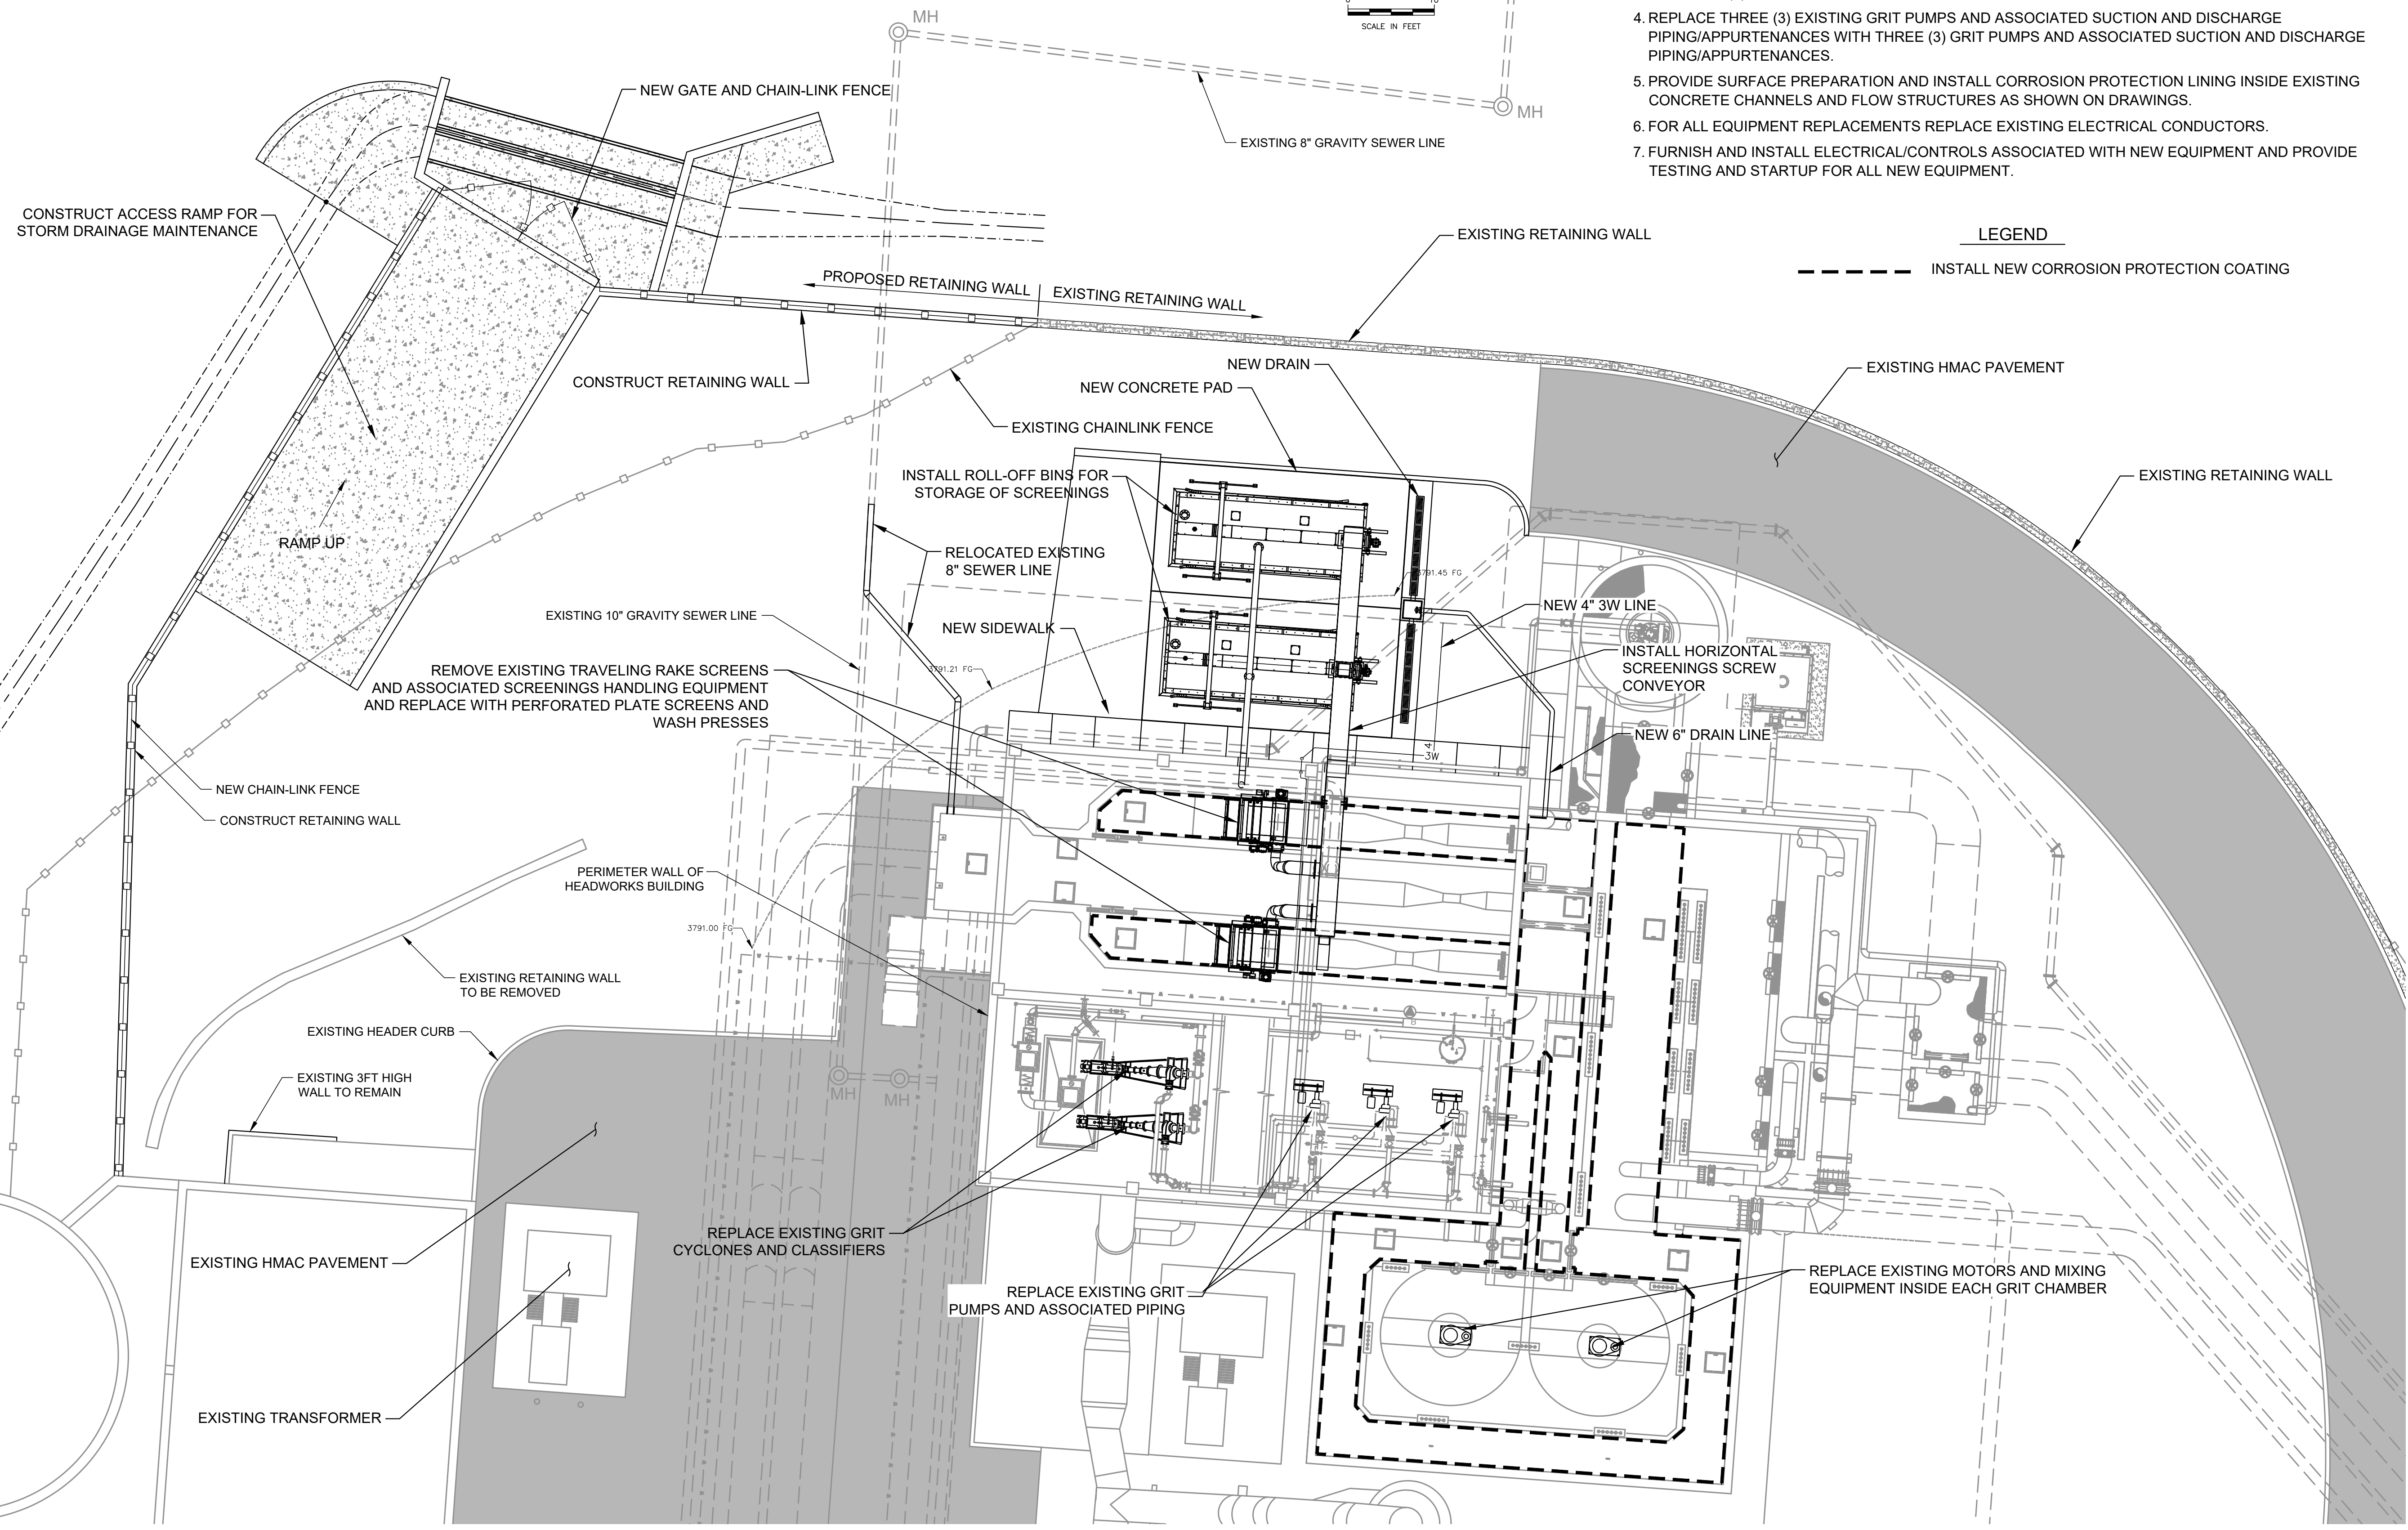 MH
SCALE IN FEET
MH
4. REPLACE THREE (3) EXISTING GRIT PUMPS AND ASSOCIATED SUCTION AND DISCHARGE
PIPING/APPURTENANCES WITH THREE (3) GRIT PUMPS AND ASSOCIATED SUCTION AND DISCHARGE
PIPING/APPURTENANCES.
5. PROVIDE SURFACE PREPARATION AND INSTALL CORROSION PROTECTION LINING INSIDE EXISTING
CONCRETE CHANNELS AND FLOW STRUCTURES AS SHOWN ON DRAWINGS.
6. FOR ALL EQUIPMENT REPLACEMENTS REPLACE EXISTING ELECTRICAL CONDUCTORS.
7. FURNISH AND INSTALL ELECTRICAL/CONTROLS ASSOCIATED WITH NEW EQUIPMENT AND PROVIDE
TESTING AND STARTUP FOR ALL NEW EQUIPMENT.
LEGEND
INSTALL NEW CORROSION PROTECTION COATING
NEW GATE AND CHAIN-LINK FENCE
EXISTING 8" GRAVITY SEWER LINE
CONSTRUCT ACCESS RAMP FOR
STORM DRAINAGE MAINTENANCE
EXISTING RETAINING WALL
PROPOSED RETAINING WALL
EXISTING RETAINING WALL
CONSTRUCT RETAINING WALL
NEW DRAIN
NEW CONCRETE PAD
EXISTING HMAC PAVEMENT
EXISTING CHAINLINK FENCE
INSTALL ROLL-OFF BINS FOR
STORAGE OF SCREENINGS
EXISTING RETAINING WALL
RAMP UP
RELOCATED EXISTING
8" SEWER LINE
3791.45 FG
EXISTING 10" GRAVITY SEWER LINE
NEW SIDEWALK
NEW 4" 3W LINE
3791.21 FG
INSTALL HORIZONTAL
SCREENINGS SCREW
CONVEYOR
REMOVE EXISTING TRAVELING RAKE SCREENS
AND ASSOCIATED SCREENINGS HANDLING EQUIPMENT
AND REPLACE WITH PERFORATED PLATE SCREENS AND
WASH PRESSES
NEW 6" DRAIN LINE
4
3W
NEW CHAIN-LINK FENCE
CONSTRUCT RETAINING WALL
PERIMETER WALL OF
HEADWORKS BUILDING
3791.00 FG
EXISTING RETAINING WALL
TO BE REMOVED
EXISTING HEADER CURB
EXISTING 3FT HIGH
WALL TO REMAIN
MH
MH
REPLACE EXISTING GRIT
CYCLONES AND CLASSIFIERS
EXISTING HMAC PAVEMENT
REPLACE EXISTING GRIT
PUMPS AND ASSOCIATED PIPING
REPLACE EXISTING MOTORS AND MIXING
EQUIPMENT INSIDE EACH GRIT CHAMBER
EXISTING TRANSFORMER